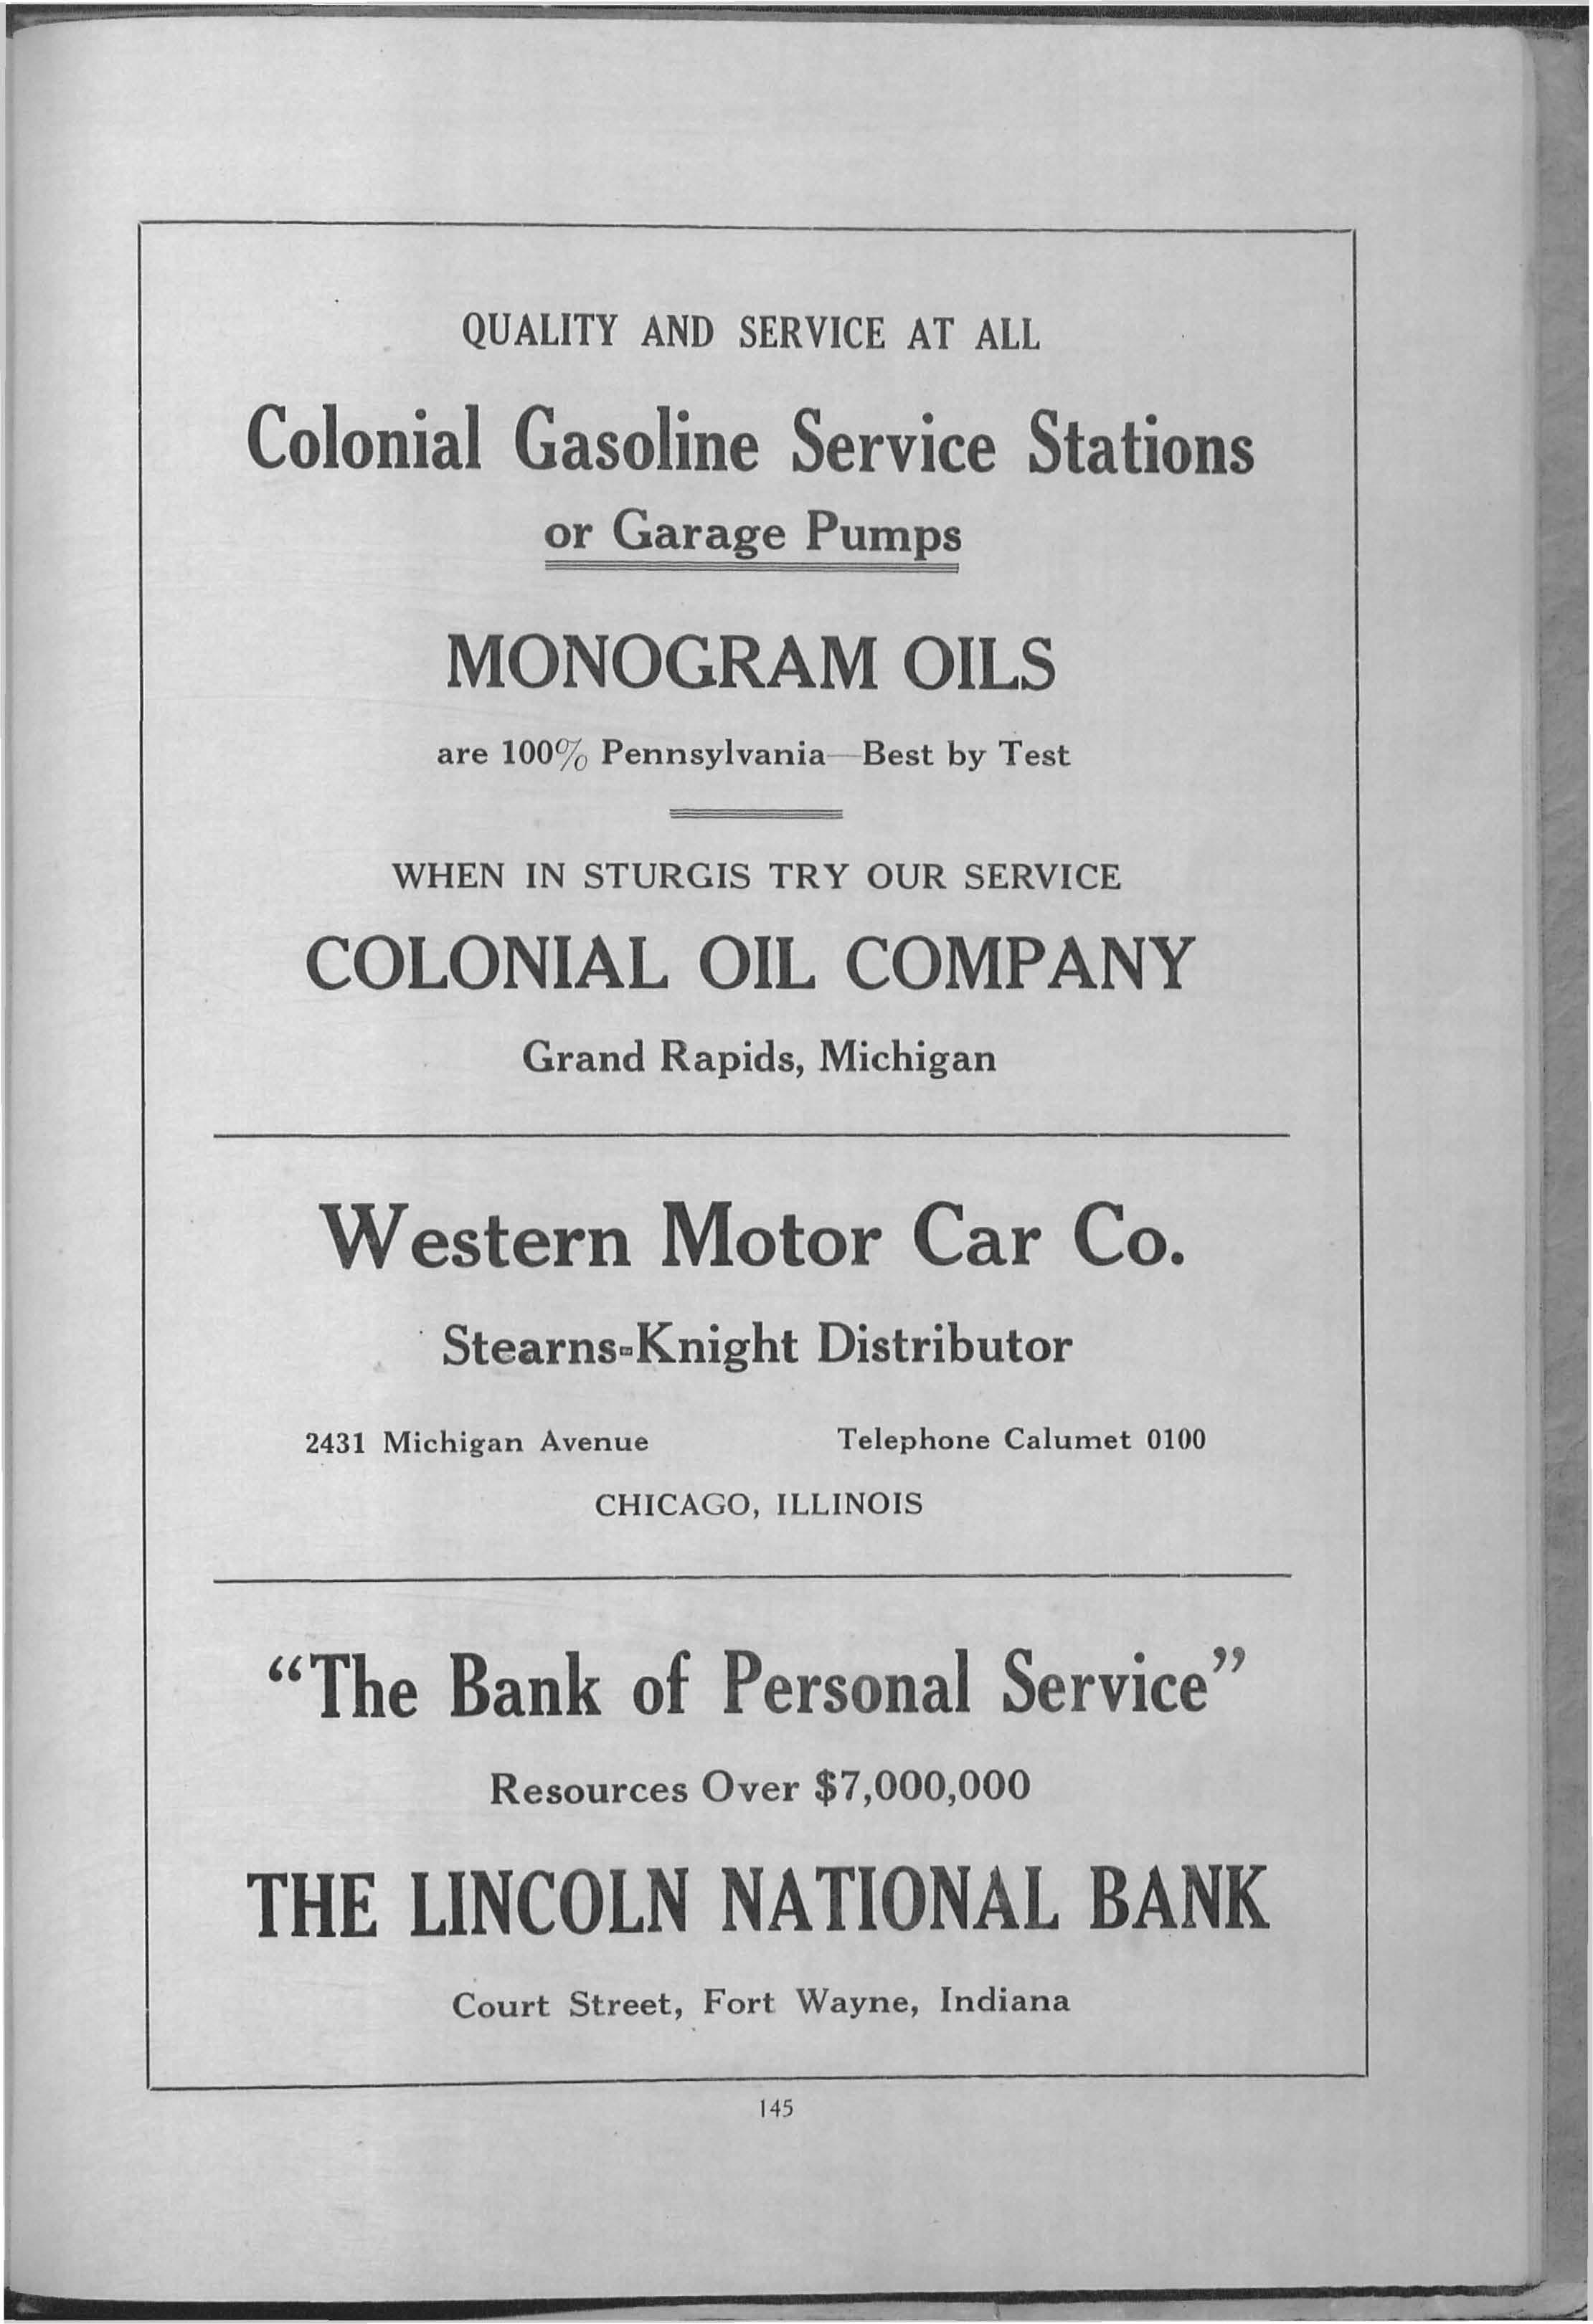 QUALITY AND SERVICE AT ALL
Colonial Gasoline Service Stations
or Garage Pumps
MONOGRAM OILS
are 100% Pennsylvania—Best by Test
WHEN IN STURGIS TRY OUR SERVICE
COLONIAL OIL COMPANY
Grand Rapids, Michigan
Western Motor Car Co.
Stearns-Knight Distributor
2431 Michigan Avenue Telephone Calumet 0100
CHICAGO, ILLINOIS
“The Bank of Personal Service”
Resources Over $7,000,000
THE LINCOLN NATIONAL BANK
Court Street, Fort Wayne, Indiana
145